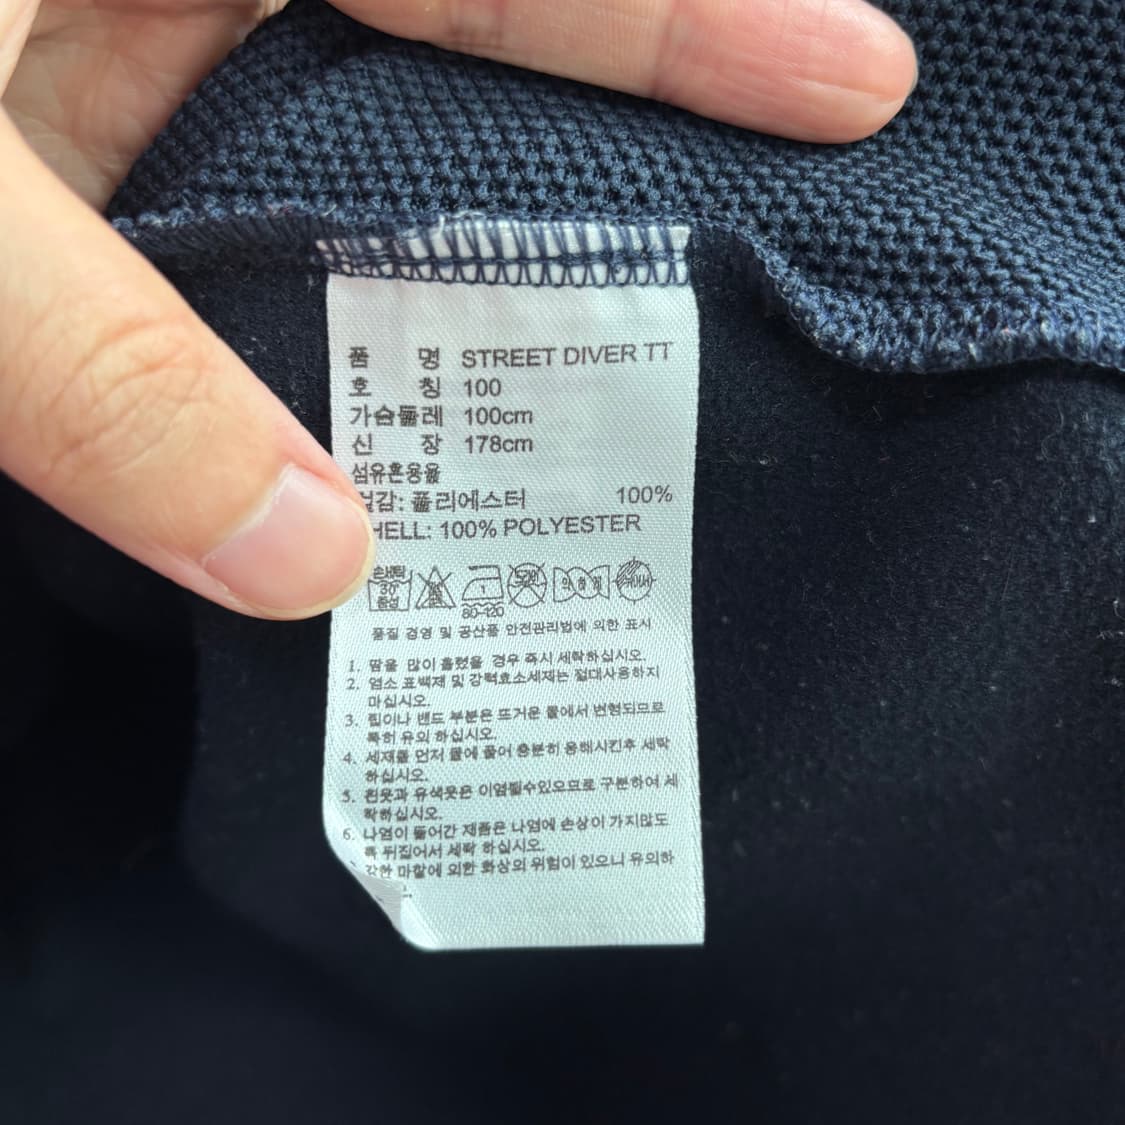 품 명 STREET DIVER TT
호 칭 100
가슴둘레 100cm
신 장 178cm
섬유혼용율
겉감: 폴리에스터 100%
HELL: 100% POLYESTER
손세탁
30°
중성
80~120
품질 경영 및 공산품 안전관리법에 의한 표시
1. 땀을 많이 흘렸을 경우 즉시 세탁하십시오.
2. 염소 표백제 및 강력효소세제는 절대사용하지
마십시오.
3. 립이나 밴드 부분은 뜨거운 물에서 변형되므로
특히 유의 하십시오.
4. 세재를 먼저 물에 풀어 충분히 용해시킨후 세탁
하십시오.
5. 흰옷과 유색옷은 이염될수있으므로 구분하여 세
탁하십시오.
6. 나염이 들어간 제품은 나염에 손상이 가지않도
록 뒤집어서 세탁 하십시오.
강한 마찰에 의한 화상의 위험이 있으니 유의하